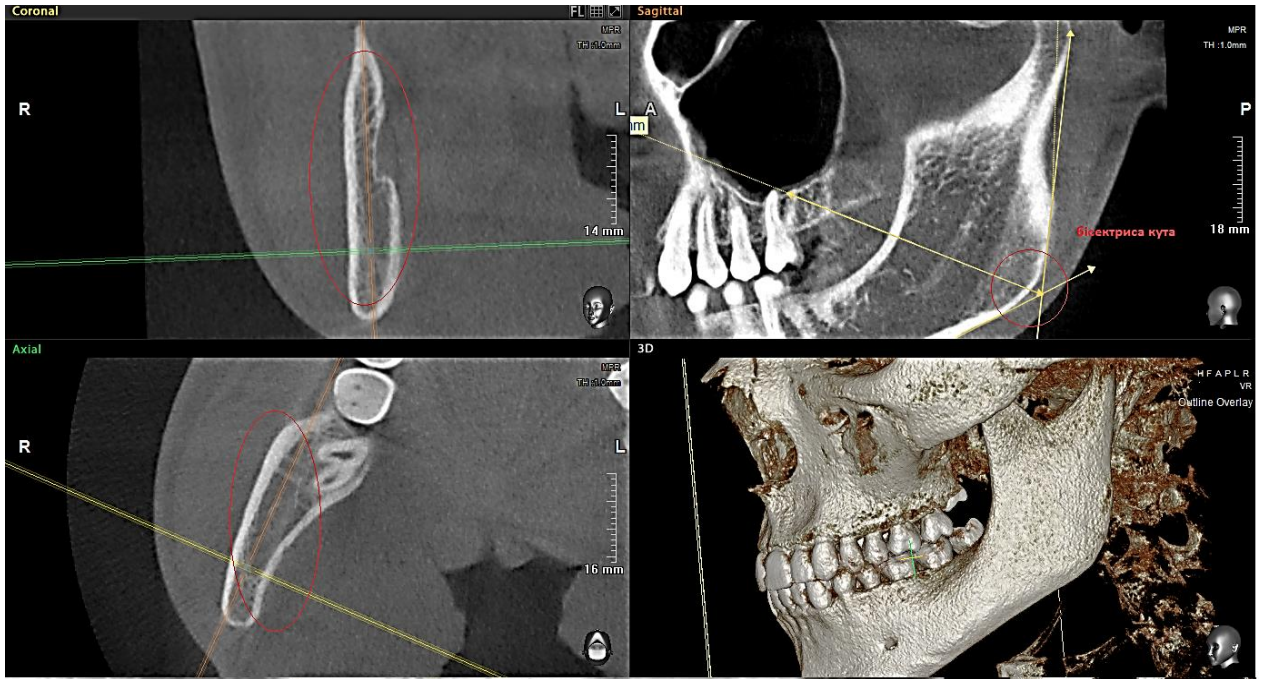 Coronal
FL
MPR
TH :1.0mm
R
L
14 mm
Sagittal
MPR
TH :1.0mm
A
P
nm
18 mm
бісектриса кута
Axial
MPR
TH :1.0mm
R
L
16 mm
3D
H F A P L R
VR
Outline Overlay